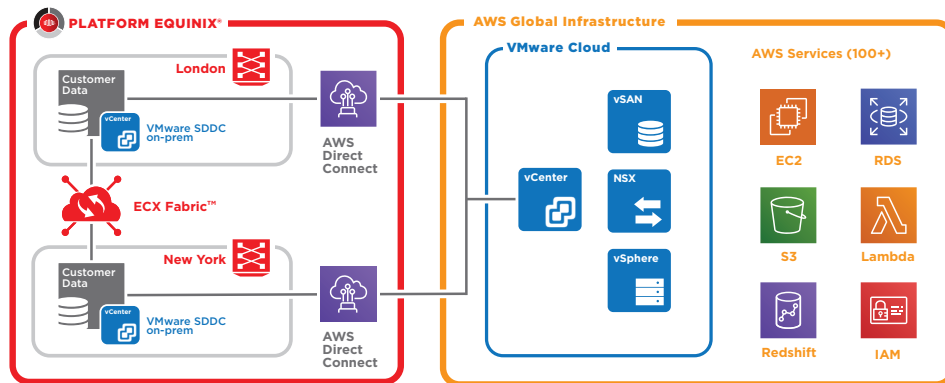 PLATFORM EQUINIX®
London
Customer
Data
vCenter
VMware SDDC
on-prem
AWS
Direct
Connect
ECX Fabric™
New York
Customer
Data
vCenter
VMware SDDC
on-prem
AWS
Direct
Connect
AWS Global Infrastructure
VMware Cloud
vCenter
vSAN
NSX
vSphere
AWS Services (100+)
EC2
RDS
S3
Lambda
Redshift
IAM